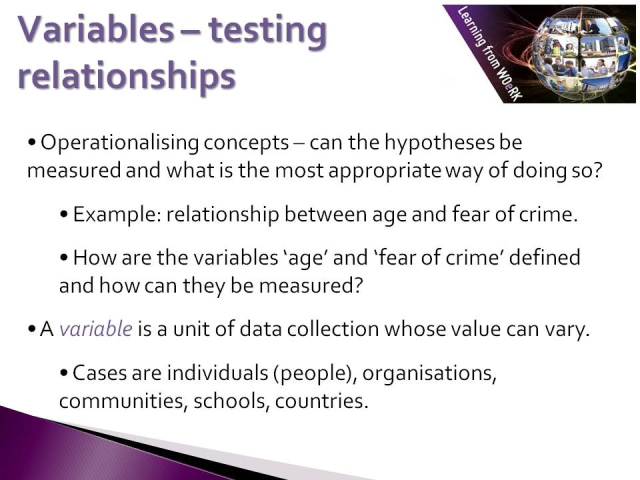 Variables – testing
relationships
Learning from WOeRK
• Operationalising concepts – can the hypotheses be
measured and what is the most appropriate way of doing so?
• Example: relationship between age and fear of crime.
• How are the variables ‘age’ and ‘fear of crime’ defined
and how can they be measured?
• A variable is a unit of data collection whose value can vary.
• Cases are individuals (people), organisations,
communities, schools, countries.